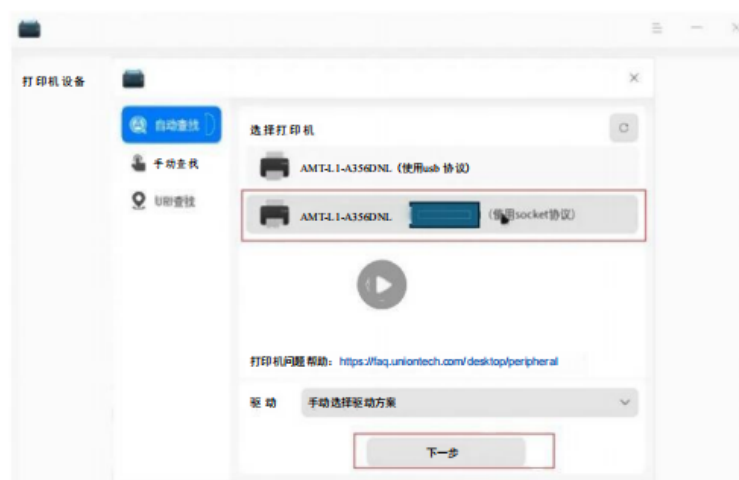 打印机设备
自动查找
手动查找
URI查找
选择打印机
AMT-L1-A356DNL（使用usb 协议）
AMT-L1-A356DNL （使用socket协议）
打印机问题帮助： https://faq.uniontech.com/desktop/peripheral
驱动 手动选择驱动方案
下一步